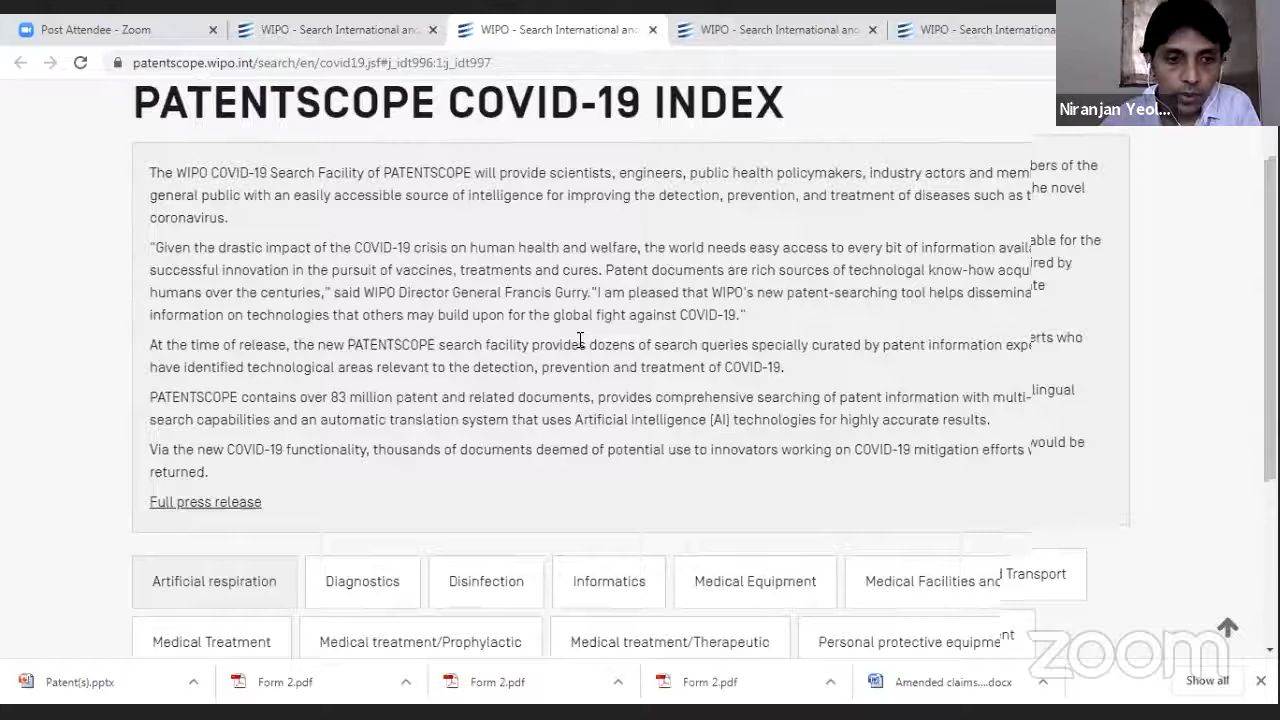 Post Attendee - Zoom
WIPO - Search International and
WIPO - Search International and
WIPO - Search International and
WIPO - Search Internationa
patentscope.wipo.int/search/en/covid19.jsf#j_idt996:1:j_idt997
Niranjan Yeol...
PATENTSCOPE COVID-19 INDEX
The WIPO COVID-19 Search Facility of PATENTSCOPE will provide scientists, engineers, public health policymakers, industry actors and members of the
general public with an easily accessible source of intelligence for improving the detection, prevention, and treatment of diseases such as the novel
coronavirus.
"Given the drastic impact of the COVID-19 crisis on human health and welfare, the world needs easy access to every bit of information available for the
successful innovation in the pursuit of vaccines, treatments and cures. Patent documents are rich sources of technologal know-how acquired by
humans over the centuries," said WIPO Director General Francis Gurry."I am pleased that WIPO's new patent-searching tool helps disseminate
information on technologies that others may build upon for the global fight against COVID-19."
At the time of release, the new PATENTSCOPE search facility provides dozens of search queries specially curated by patent information experts who
have identified technological areas relevant to the detection, prevention and treatment of COVID-19.
PATENTSCOPE contains over 83 million patent and related documents, provides comprehensive searching of patent information with multi-lingual
search capabilities and an automatic translation system that uses Artificial Intelligence [AI] technologies for highly accurate results.
Via the new COVID-19 functionality, thousands of documents deemed of potential use to innovators working on COVID-19 mitigation efforts would be
returned.
Full press release
Artificial respiration
Diagnostics
Disinfection
Informatics
Medical Equipment
Medical Facilities and Transport
Medical Treatment
Medical treatment/Prophylactic
Medical treatment/Therapeutic
Personal protective equipment
zoom
Patent(s).pptx
Form 2.pdf
Form 2.pdf
Form 2.pdf
Amended claims....docx
Show all